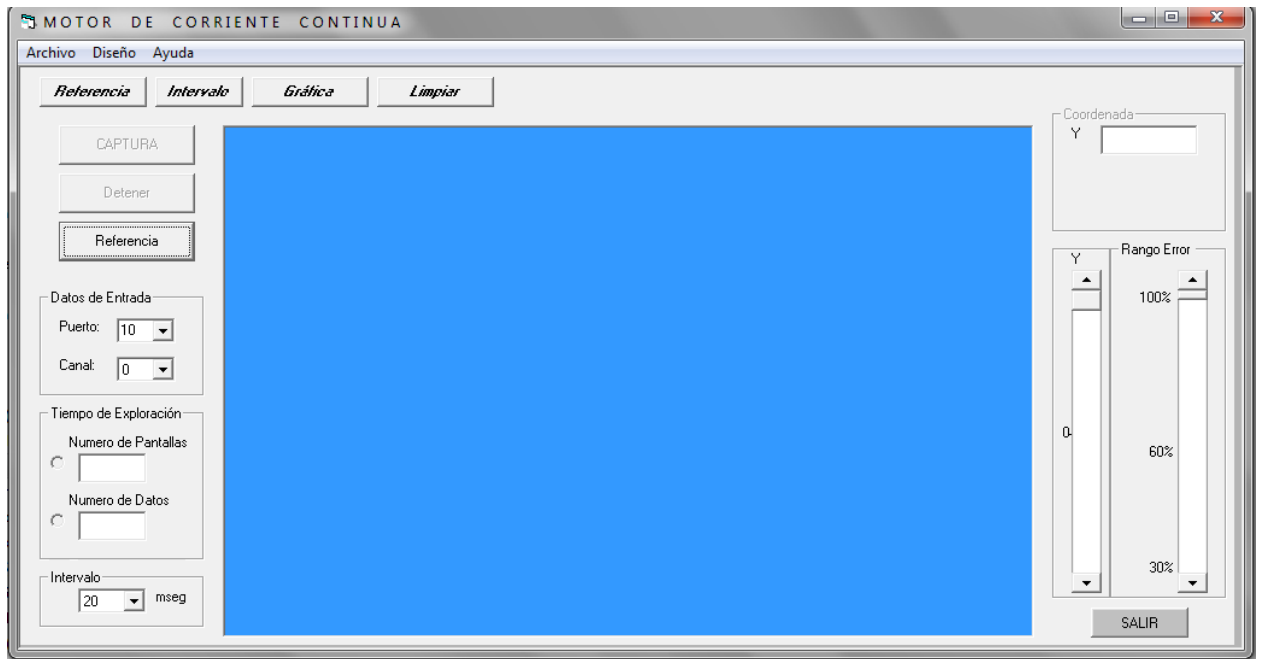 MOTOR DE CORRIENTE CONTINUA
Archivo Diseño Ayuda
Referencia Intervalo Gráfica Limpiar
CAPTURA
Detener
Referencia
Datos de Entrada
Puerto: 10
Canal: 0
Tiempo de Exploración
Numero de Pantallas
Numero de Datos
Intervalo
20 mseg
Coordenada
Y
Y
0-
Rango Error
100%
60%
30%
SALIR